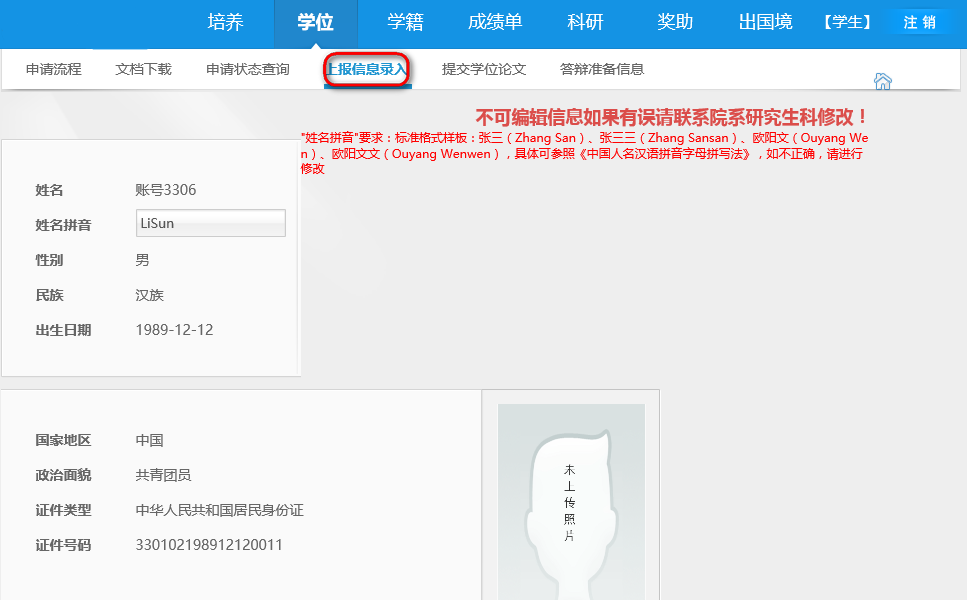 培养 学位 学籍 成绩单 科研 奖助 出国境 【学生】 注 销
申请流程 文档下载 申请状态查询 上报信息录入 提交学位论文 答辩准备信息
不可编辑信息如果有误请联系院系研究生科修改！
"姓名拼音"要求：标准格式样板：张三（Zhang San）、张三三（Zhang Sansan）、欧阳文（Ouyang We
n）、欧阳文文（Ouyang Wenwen），具体可参照《中国人名汉语拼音字母拼写法》，如不正确，请进行
修改
姓名 账号3306
姓名拼音 LiSun
性别 男
民族 汉族
出生日期 1989-12-12
国家地区 中国
政治面貌 共青团员
证件类型 中华人民共和国居民身份证
证件号码 330102198912120011
未
上
传
照
片